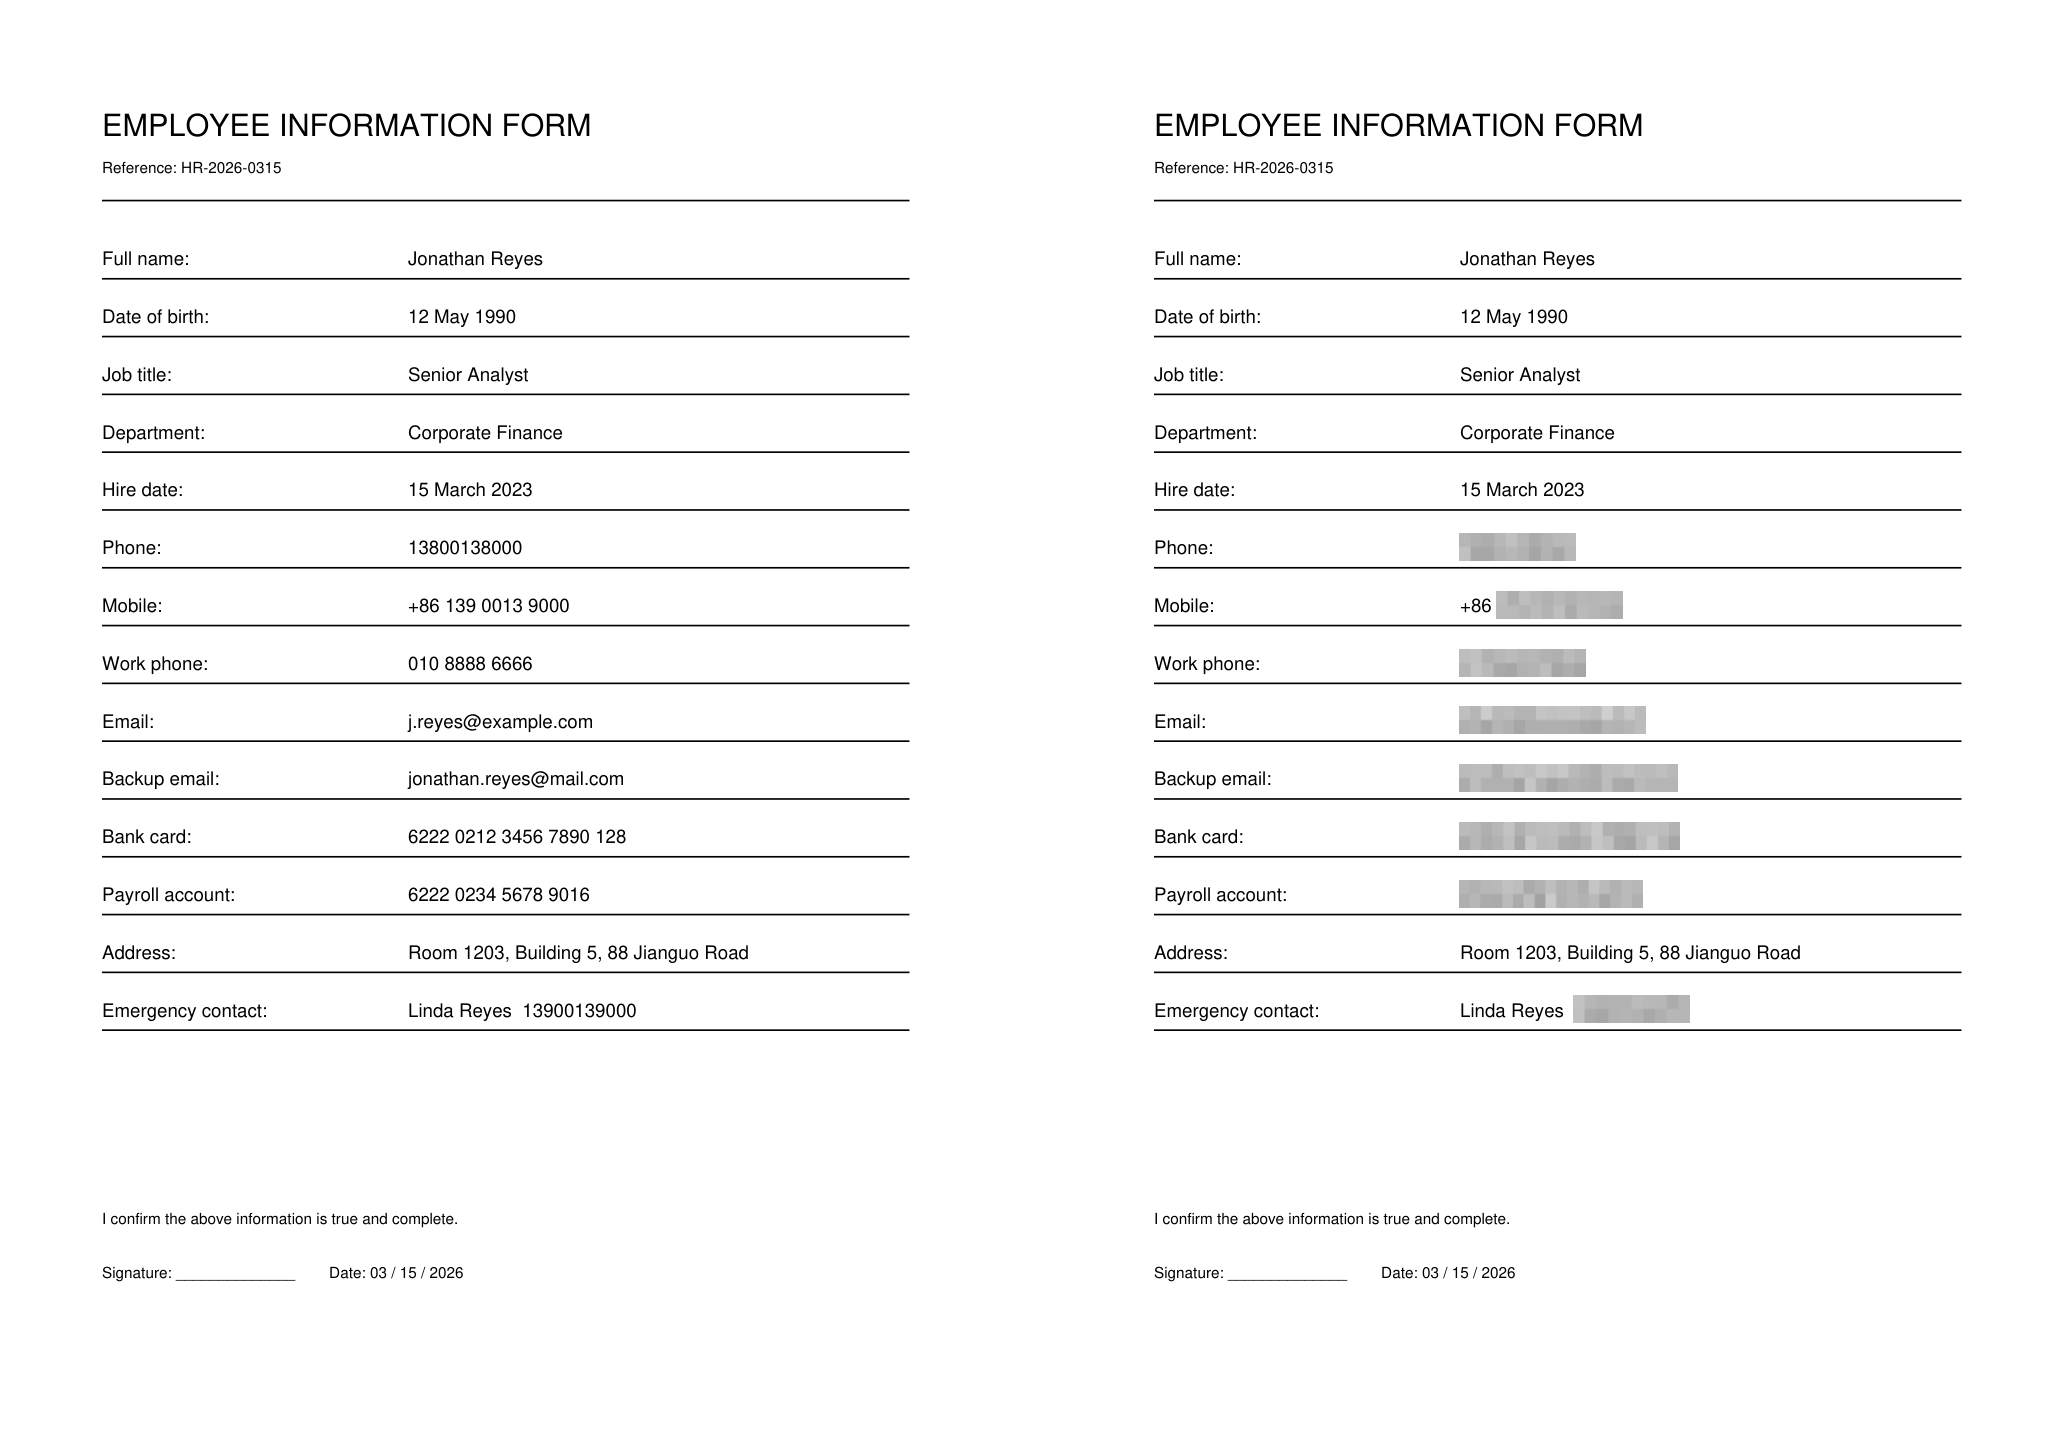 EMPLOYEE INFORMATION FORM
Reference: HR-2026-0315
Full name: Jonathan Reyes
Date of birth: 12 May 1990
Job title: Senior Analyst
Department: Corporate Finance
Hire date: 15 March 2023
Phone: 13800138000
Mobile: +86 139 0013 9000
Work phone: 010 8888 6666
Email: j.reyes@example.com
Backup email: jonathan.reyes@mail.com
Bank card: 6222 0212 3456 7890 128
Payroll account: 6222 0234 5678 9016
Address: Room 1203, Building 5, 88 Jianguo Road
Emergency contact: Linda Reyes  13900139000
I confirm the above information is true and complete.
Signature: ______________ Date: 03 / 15 / 2026
EMPLOYEE INFORMATION FORM
Reference: HR-2026-0315
Full name: Jonathan Reyes
Date of birth: 12 May 1990
Job title: Senior Analyst
Department: Corporate Finance
Hire date: 15 March 2023
Phone:
Mobile: +86
Work phone:
Email:
Backup email:
Bank card:
Payroll account:
Address: Room 1203, Building 5, 88 Jianguo Road
Emergency contact: Linda Reyes
I confirm the above information is true and complete.
Signature: ______________ Date: 03 / 15 / 2026